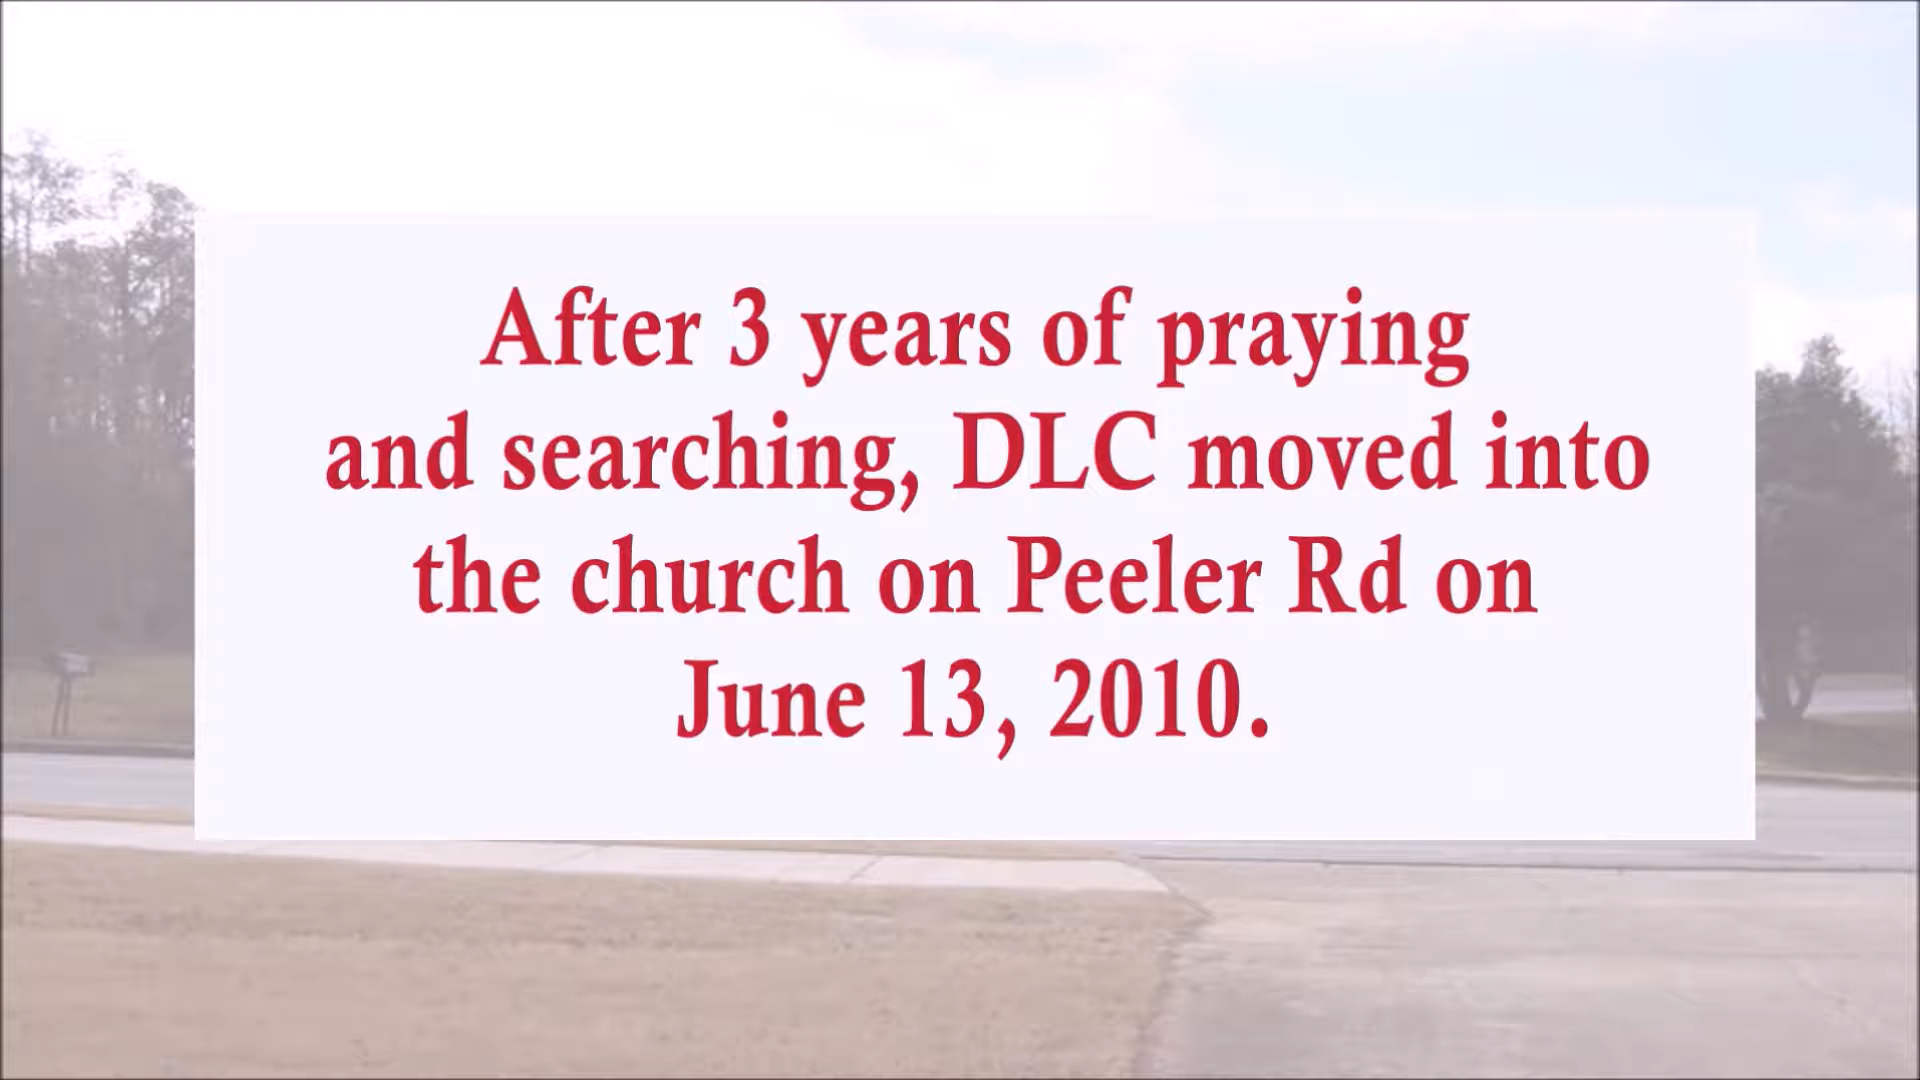 After 3 years of praying
and searching, DLC moved into
the church on Peeler Rd on
June 13, 2010.